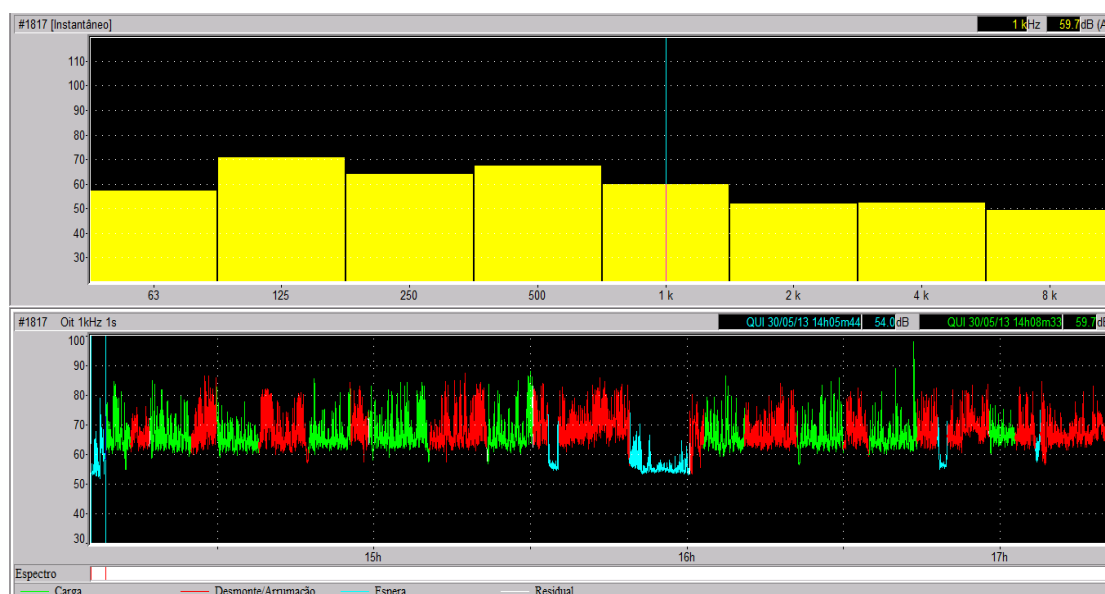 #1817 [Instantâneo] 1 kHz 59.7 dB (A
110
100
90
80
70
60
50
40
30
63 125 250 500 1 k 2 k 4 k 8 k
#1817 Oit 1kHz 1s QUI 30/05/13 14h05m44 54.0 dB QUI 30/05/13 14h08m33 59.7 dB
100
90
80
70
60
50
40
30
15h 16h 17h
Espectro
Carga Desmonte/Arrumação Espera Residual